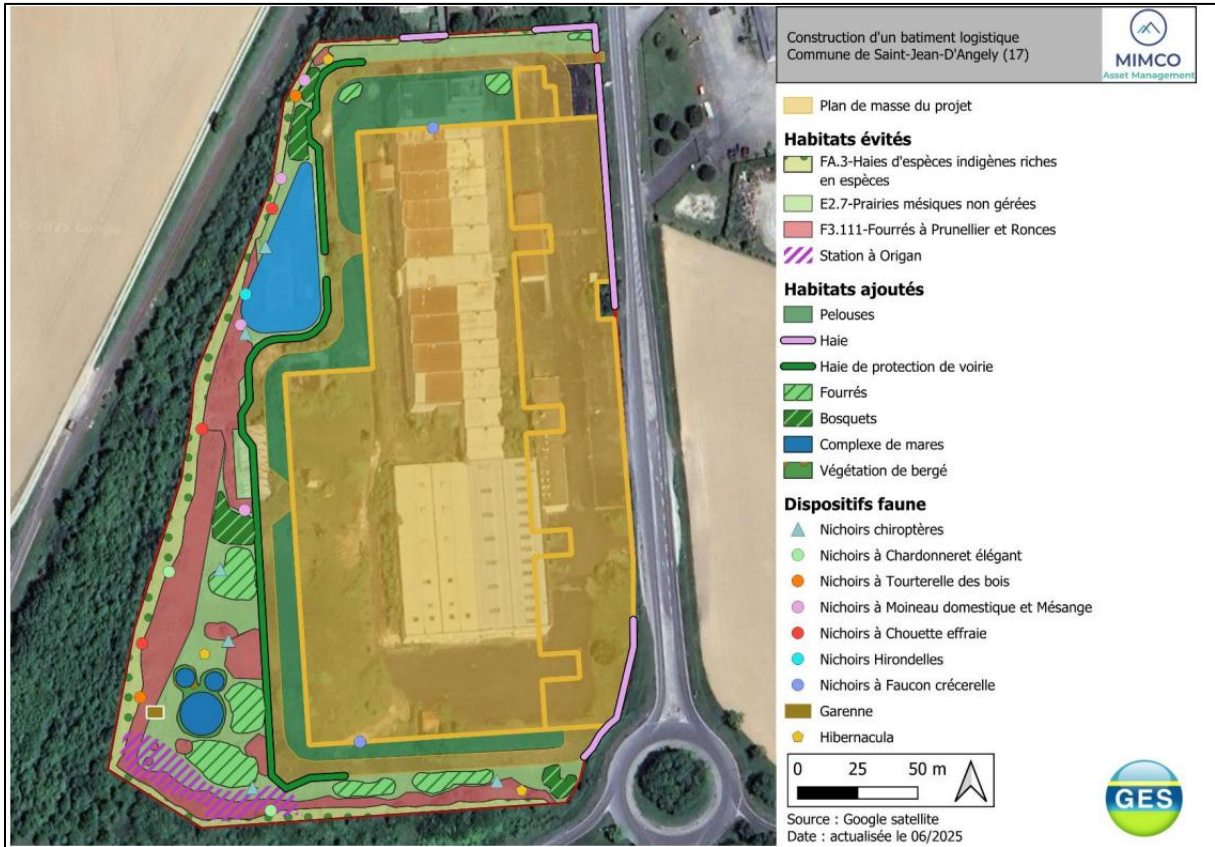 Construction d'un batiment logistique
Commune de Saint-Jean-D'Angely (17)
MIMCO
Asset Management
Plan de masse du projet
Habitats évités
FA.3-Haies d'espèces indigènes riches
en espèces
E2.7-Prairies mésiques non gérées
F3.111-Fourrés à Prunellier et Ronces
Station à Origan
Habitats ajoutés
Pelouses
Haie
Haie de protection de voirie
Fourrés
Bosquets
Complexe de mares
Végétation de bergé
Dispositifs faune
Nichoirs chiroptères
Nichoirs à Chardonneret élégant
Nichoirs à Tourterelle des bois
Nichoirs à Moineau domestique et Mésange
Nichoirs à Chouette effraie
Nichoirs Hirondelles
Nichoirs à Faucon crécerelle
Garenne
Hibernacula
0 25 50 m
Source : Google satellite
Date : actualisée le 06/2025
GES